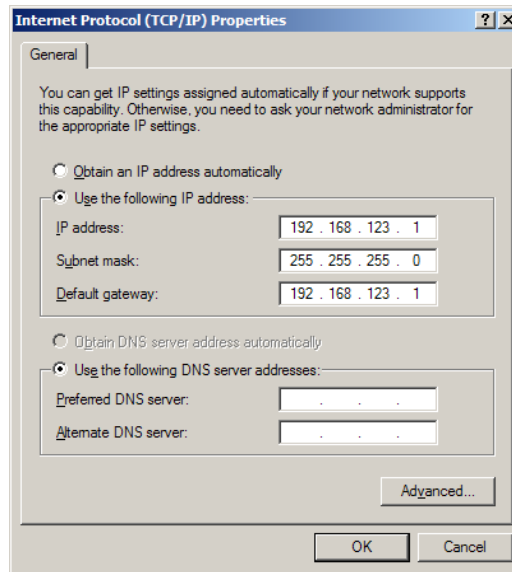 Internet Protocol (TCP/IP) Properties
General
You can get IP settings assigned automatically if your network supports
this capability. Otherwise, you need to ask your network administrator for
the appropriate IP settings.
Obtain an IP address automatically
Use the following IP address:
IP address: 192 . 168 . 123 . 1
Subnet mask: 255 . 255 . 255 . 0
Default gateway: 192 . 168 . 123 . 1
Obtain DNS server address automatically
Use the following DNS server addresses:
Preferred DNS server: . . .
Alternate DNS server: . . .
Advanced...
OK Cancel